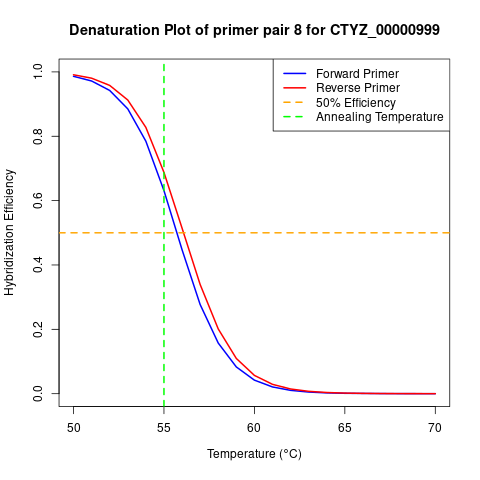 Denaturation Plot of primer pair 8 for CTYZ_00000999
Forward Primer
Reverse Primer
50% Efficiency
Annealing Temperature
Hybridization Efficiency
1.0
0.8
0.6
0.4
0.2
0.0
50 55 60 65 70
Temperature (°C)